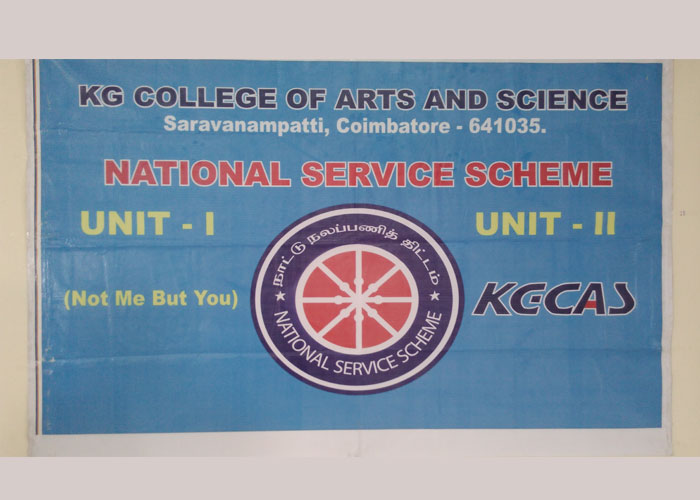 KG COLLEGE OF ARTS AND SCIENCE
Saravanampatti, Coimbatore - 641035.
NATIONAL SERVICE SCHEME
UNIT - I
UNIT - II
நாட்டு நலப்பணித் திட்டம்
(Not Me But You)
KGCAS
NATIONAL SERVICE SCHEME